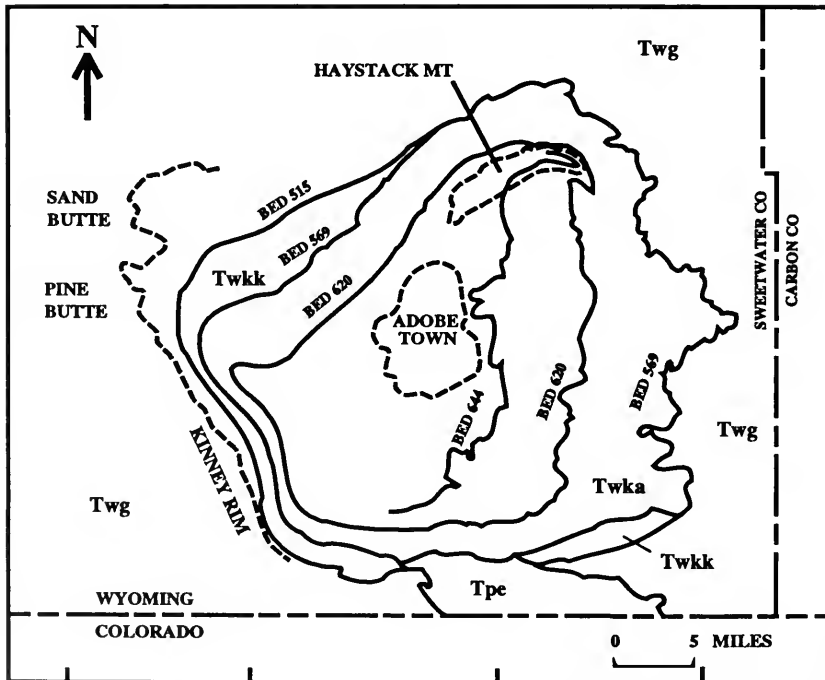 N
HAYSTACK MT
Twg
SAND
BUTTE
BED 515
BED 569
Twkk
BED 620
PINE
BUTTE
ADOBE
TOWN
SWEETWATER CO
CARBON CO
BED 644
BED 620
BED 569
KINNEY RIM
Twg
Twg
Twka
Twkk
Tpe
WYOMING
COLORADO
0 5 MILES